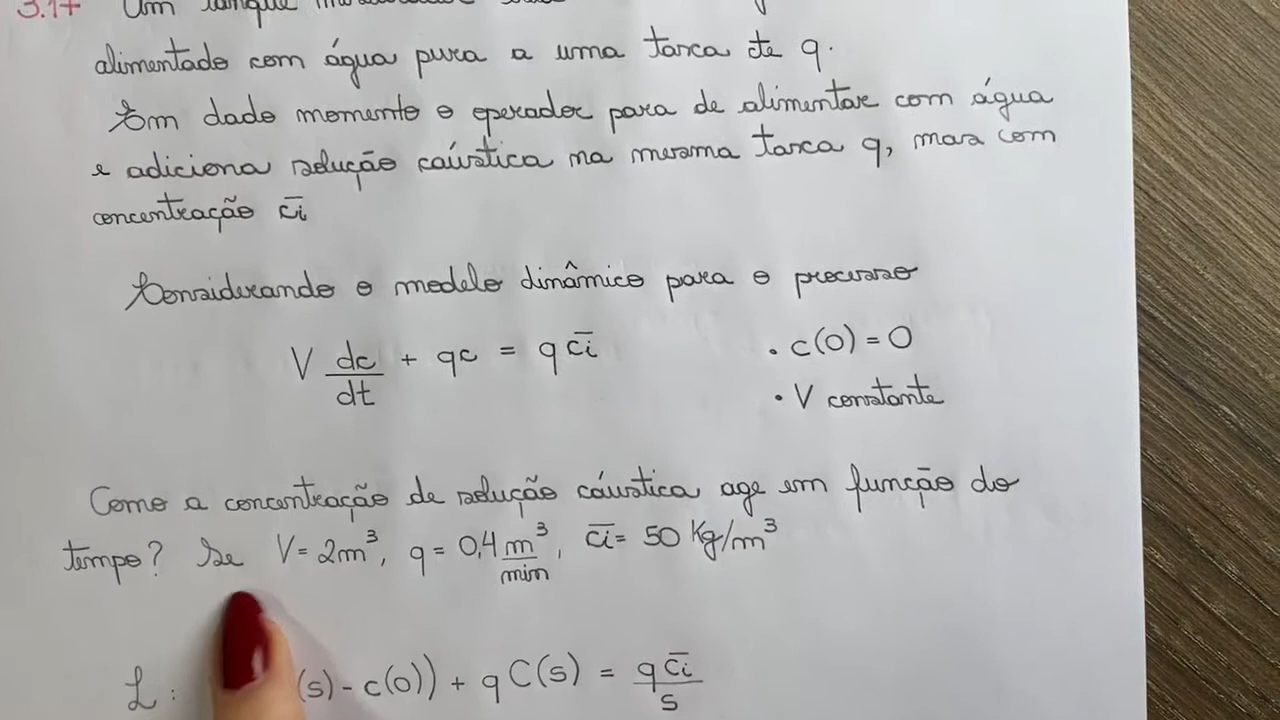 3.17 Um tanque
alimentado com água pura a uma taxa de q.
Em dado momento o operador para de alimentar com água
e adiciona solução caústica na mesma taxa q, mas com
concentração c̄i
Considerando o modelo dinâmico para o processo
V dc/dt + qc = q c̄i • c(0) = 0
• V constante
Como a concentração de solução cáustica age em função do
tempo? Se V = 2m³, q = 0,4 m³/min, c̄i = 50 Kg/m³
ℒ: (s) - c(0)) + q C(s) = q c̄i/s